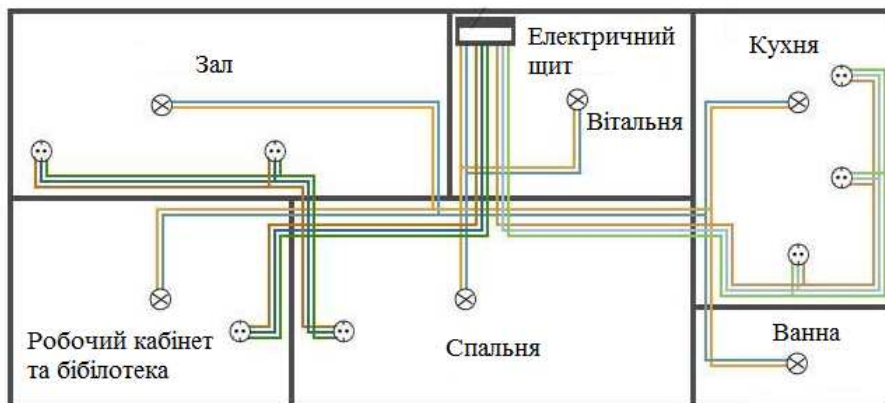 Зал
Електричний
щит
Кухня
Вітальня
Робочий кабінет
та бібілотека
Спальня
Ванна